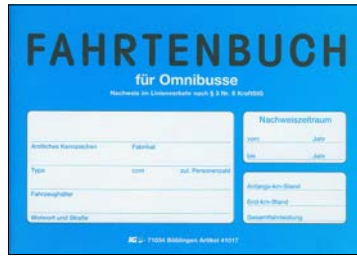 FAHRTENBUCH
für Omnibusse
Nachweis im Linienverkehr nach § 3 Nr. 6 KraftStG
Amtliches Kennzeichen Fabrikat
Type ccm zul. Personenzahl
Fahrzeughalter
Wohnort und Straße
Nachweiszeitraum
vom Jahr
bis Jahr
Anfangs-km-Stand
End-km-Stand
Gesamtfahrleistung
71034 Böblingen Artikel 41017